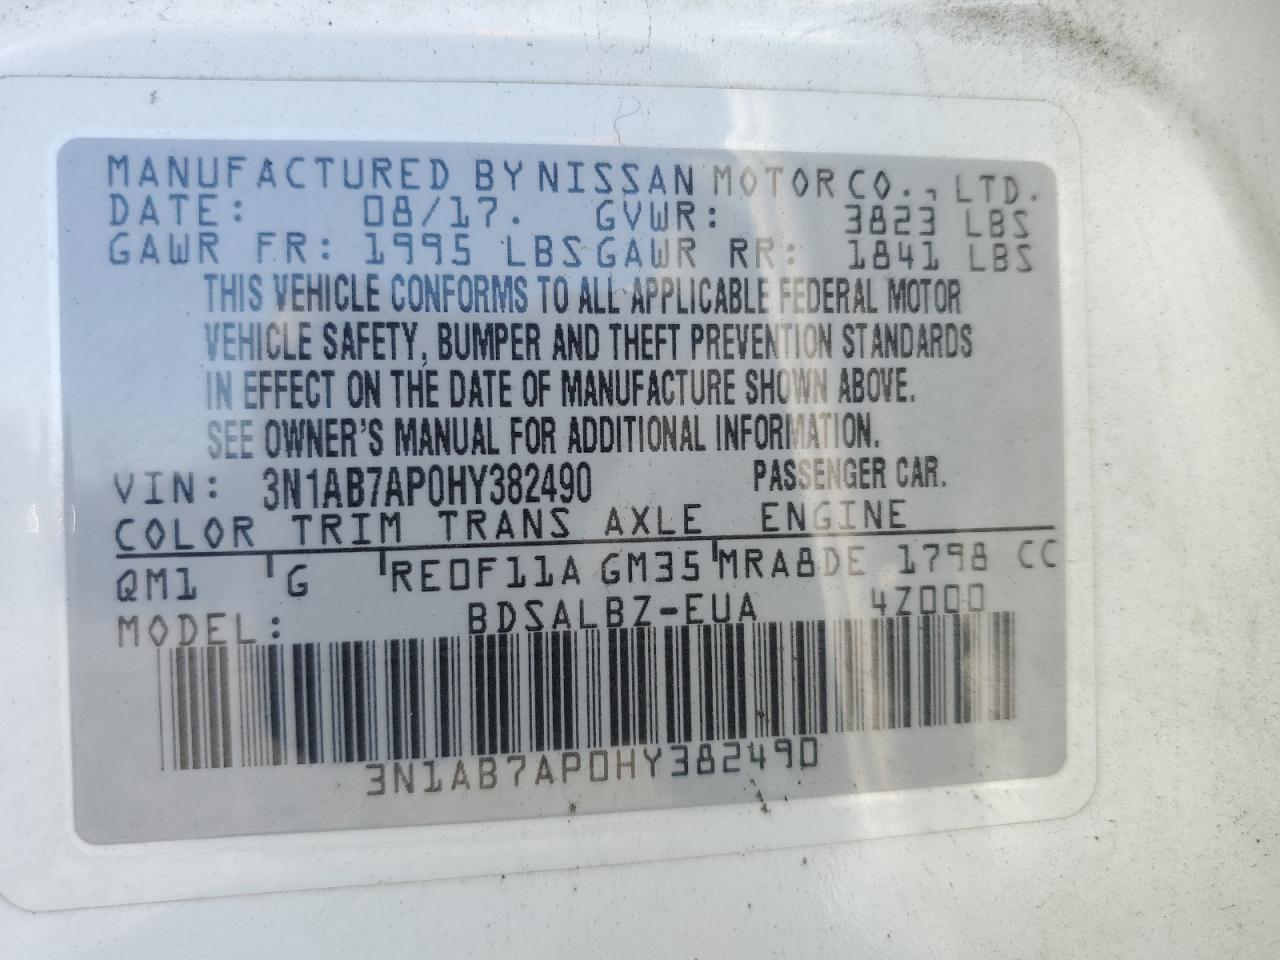 MANUFACTURED BY NISSAN MOTOR CO., LTD.
DATE: 08/17. GVWR: 3823 LBS
GAWR FR: 1995 LBS GAWR RR: 1841 LBS
THIS VEHICLE CONFORMS TO ALL APPLICABLE FEDERAL MOTOR
VEHICLE SAFETY, BUMPER AND THEFT PREVENTION STANDARDS
IN EFFECT ON THE DATE OF MANUFACTURE SHOWN ABOVE.
SEE OWNER'S MANUAL FOR ADDITIONAL INFORMATION.
VIN: 3N1AB7AP0HY382490 PASSENGER CAR.
COLOR TRIM TRANS AXLE ENGINE
QM1 G RE0F11A GM35 MRA8DE 1798 CC
MODEL: BDSALBZ-EUA 4Z000
3N1AB7AP0HY382490